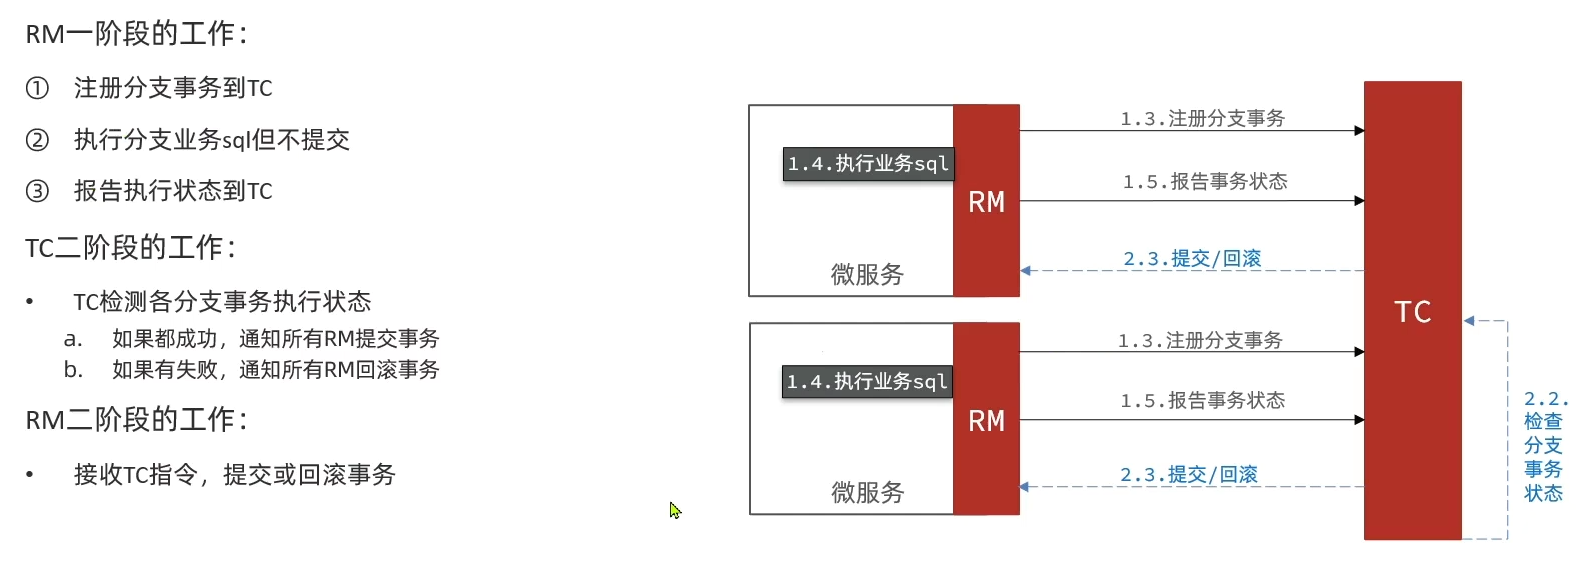 RM一阶段的工作：
① 注册分支事务到TC
② 执行分支业务sql但不提交
③ 报告执行状态到TC
TC二阶段的工作：
• TC检测各分支事务执行状态
a. 如果都成功，通知所有RM提交事务
b. 如果有失败，通知所有RM回滚事务
RM二阶段的工作：
• 接收TC指令，提交或回滚事务
1.3.注册分支事务
1.4.执行业务sql
1.5.报告事务状态
RM
2.3.提交/回滚
微服务
TC
1.3.注册分支事务
1.4.执行业务sql
1.5.报告事务状态
RM
2.3.提交/回滚
微服务
2.2.
检查
分支
事务
状态